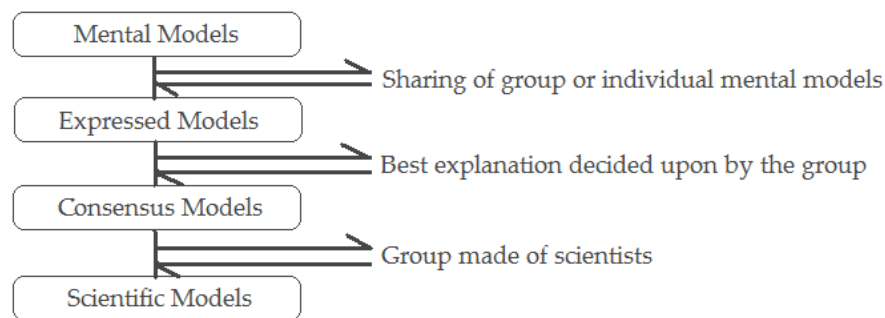 Mental Models
Sharing of group or individual mental models
Expressed Models
Best explanation decided upon by the group
Consensus Models
Group made of scientists
Scientific Models